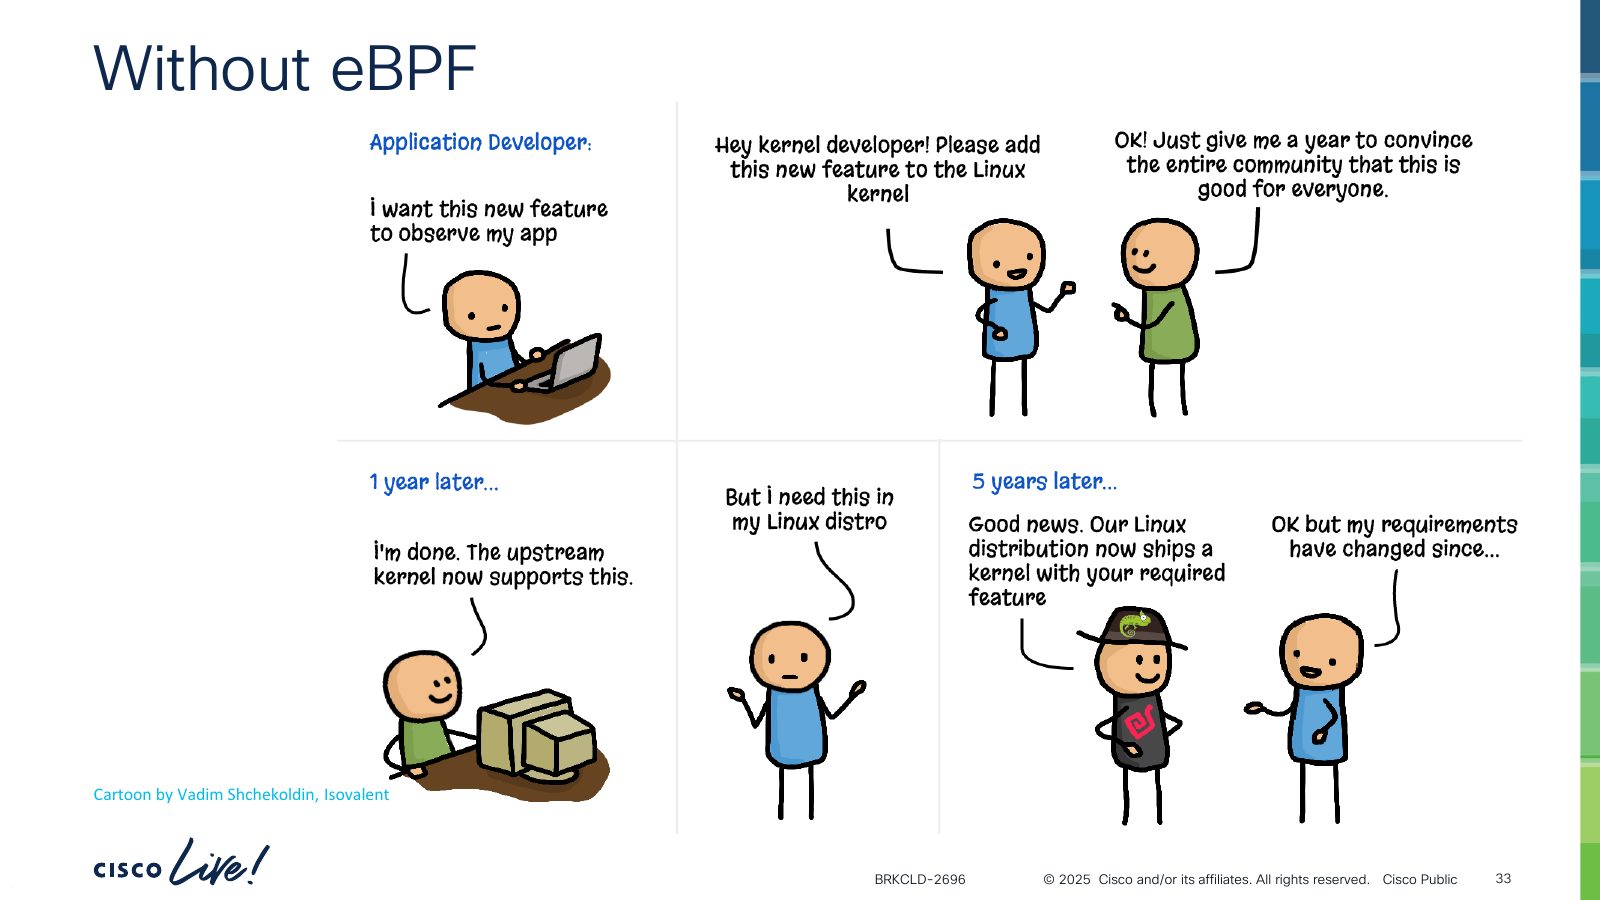 Without eBPF
Application Developer:
i want this new feature
to observe my app
Hey kernel developer! Please add
this new feature to the Linux
kernel
OK! Just give me a year to convince
the entire community that this is
good for everyone.
1 year later...
i'm done. The upstream
kernel now supports this.
But i need this in
my Linux distro
5 years later...
Good news. Our Linux
distribution now ships a
kernel with your required
feature
OK but my requirements
have changed since...
Cartoon by Vadim Shchekoldin, Isovalent
CISCO Live!
BRKCLD-2696
© 2025 Cisco and/or its affiliates. All rights reserved. Cisco Public
33